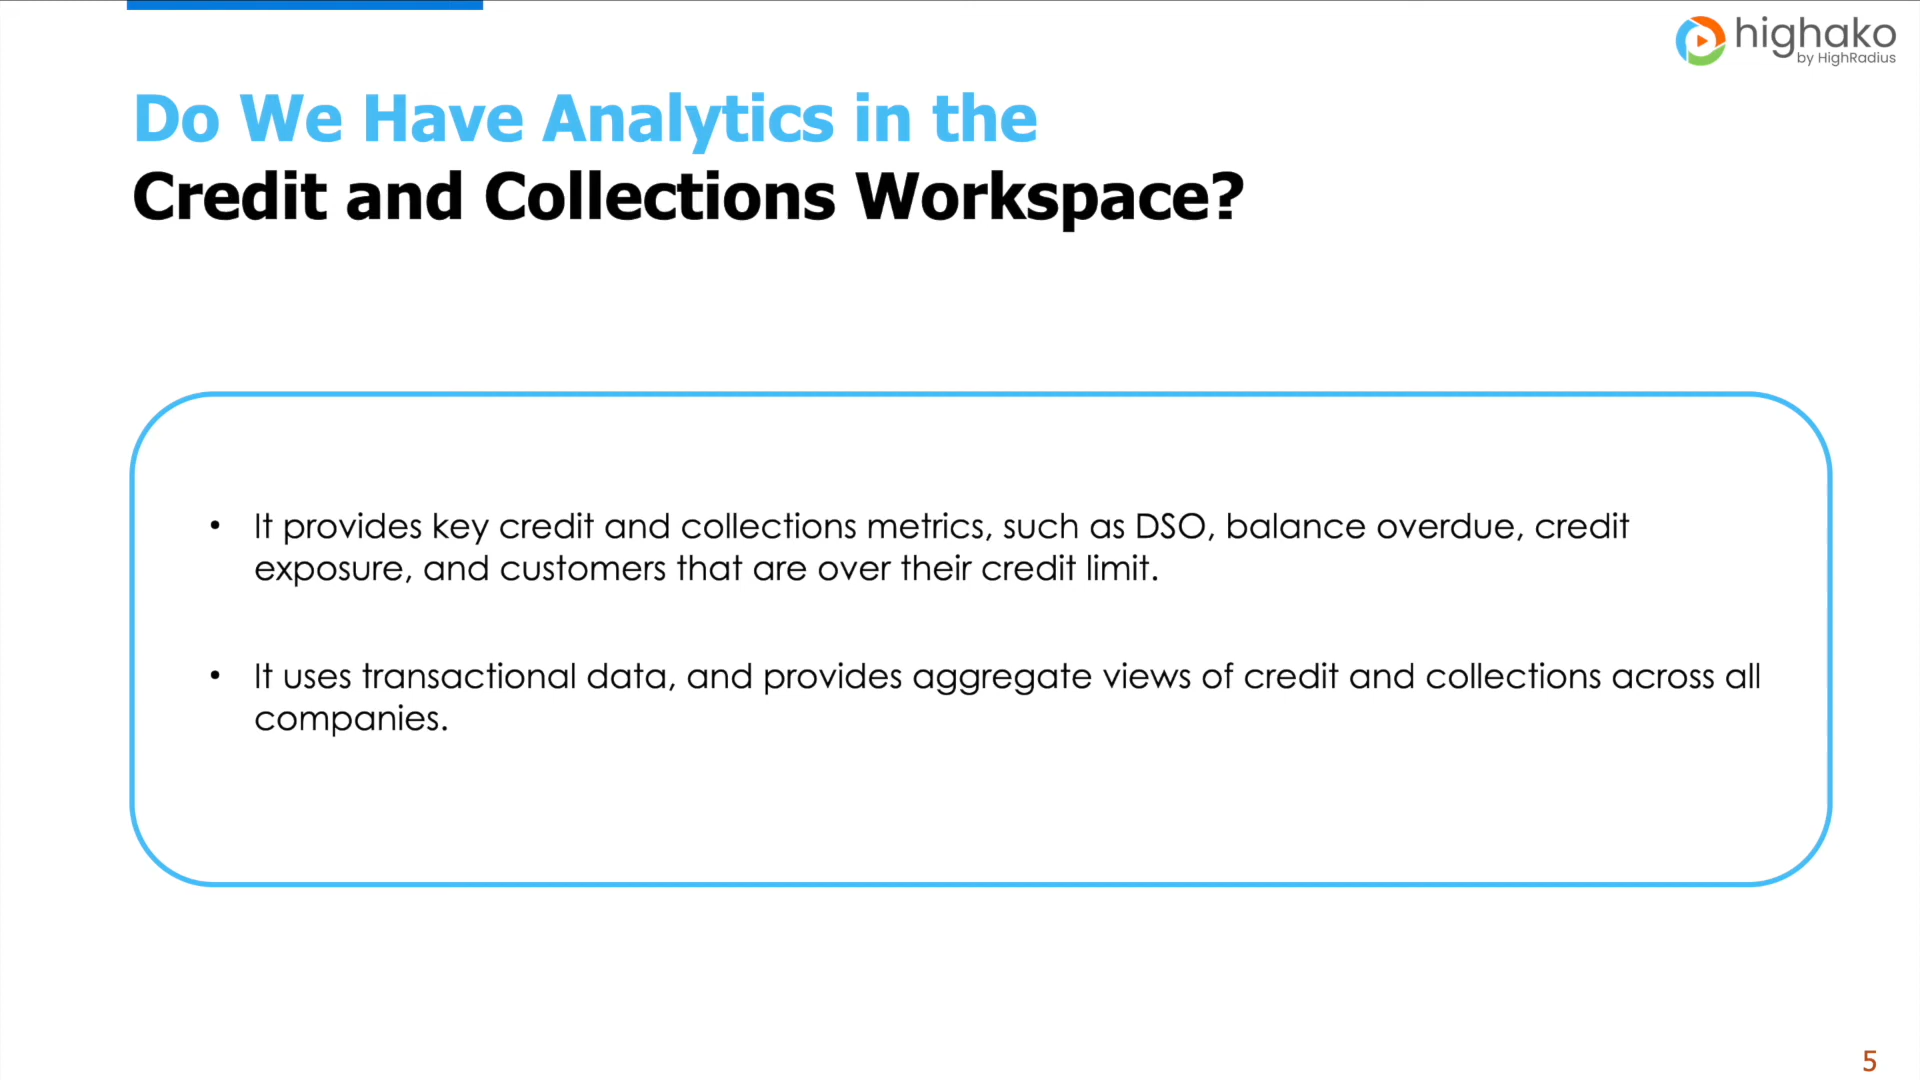 highako
by HighRadius
Do We Have Analytics in the
Credit and Collections Workspace?
• It provides key credit and collections metrics, such as DSO, balance overdue, credit
exposure, and customers that are over their credit limit.
• It uses transactional data, and provides aggregate views of credit and collections across all
companies.
5